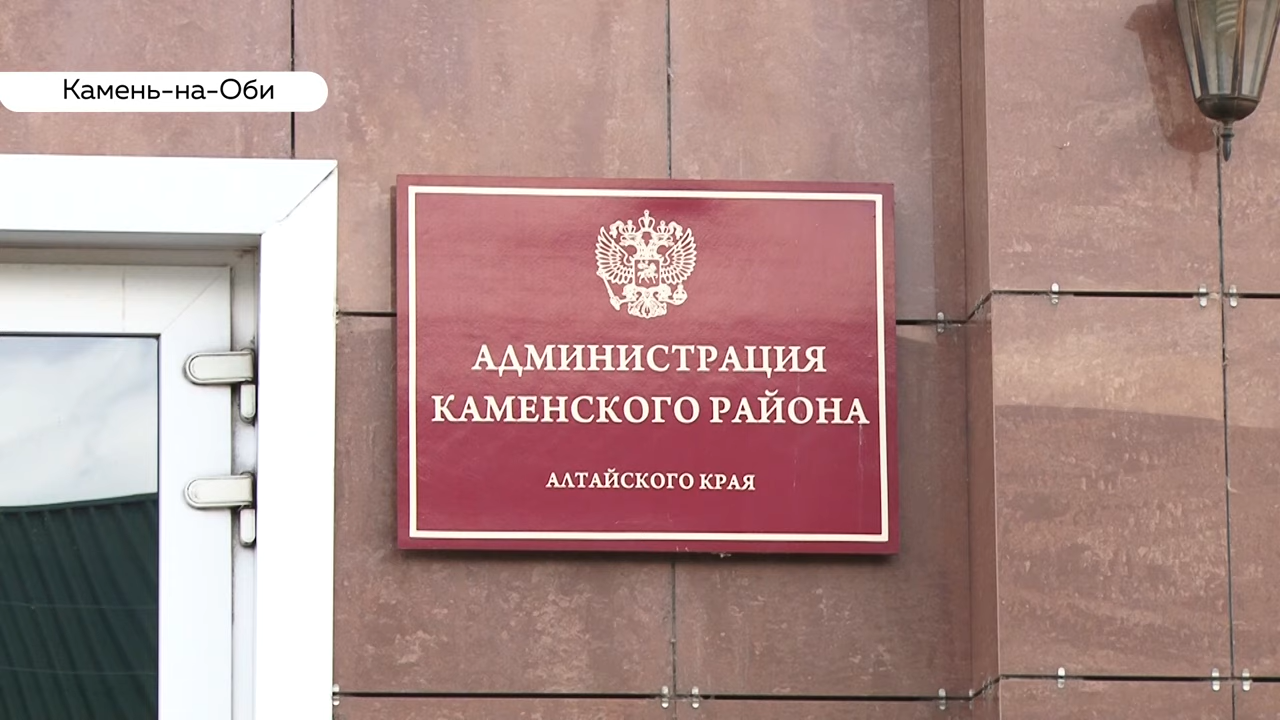 Камень-на-Оби
АДМИНИСТРАЦИЯ
КАМЕНСКОГО РАЙОНА
АЛТАЙСКОГО КРАЯ